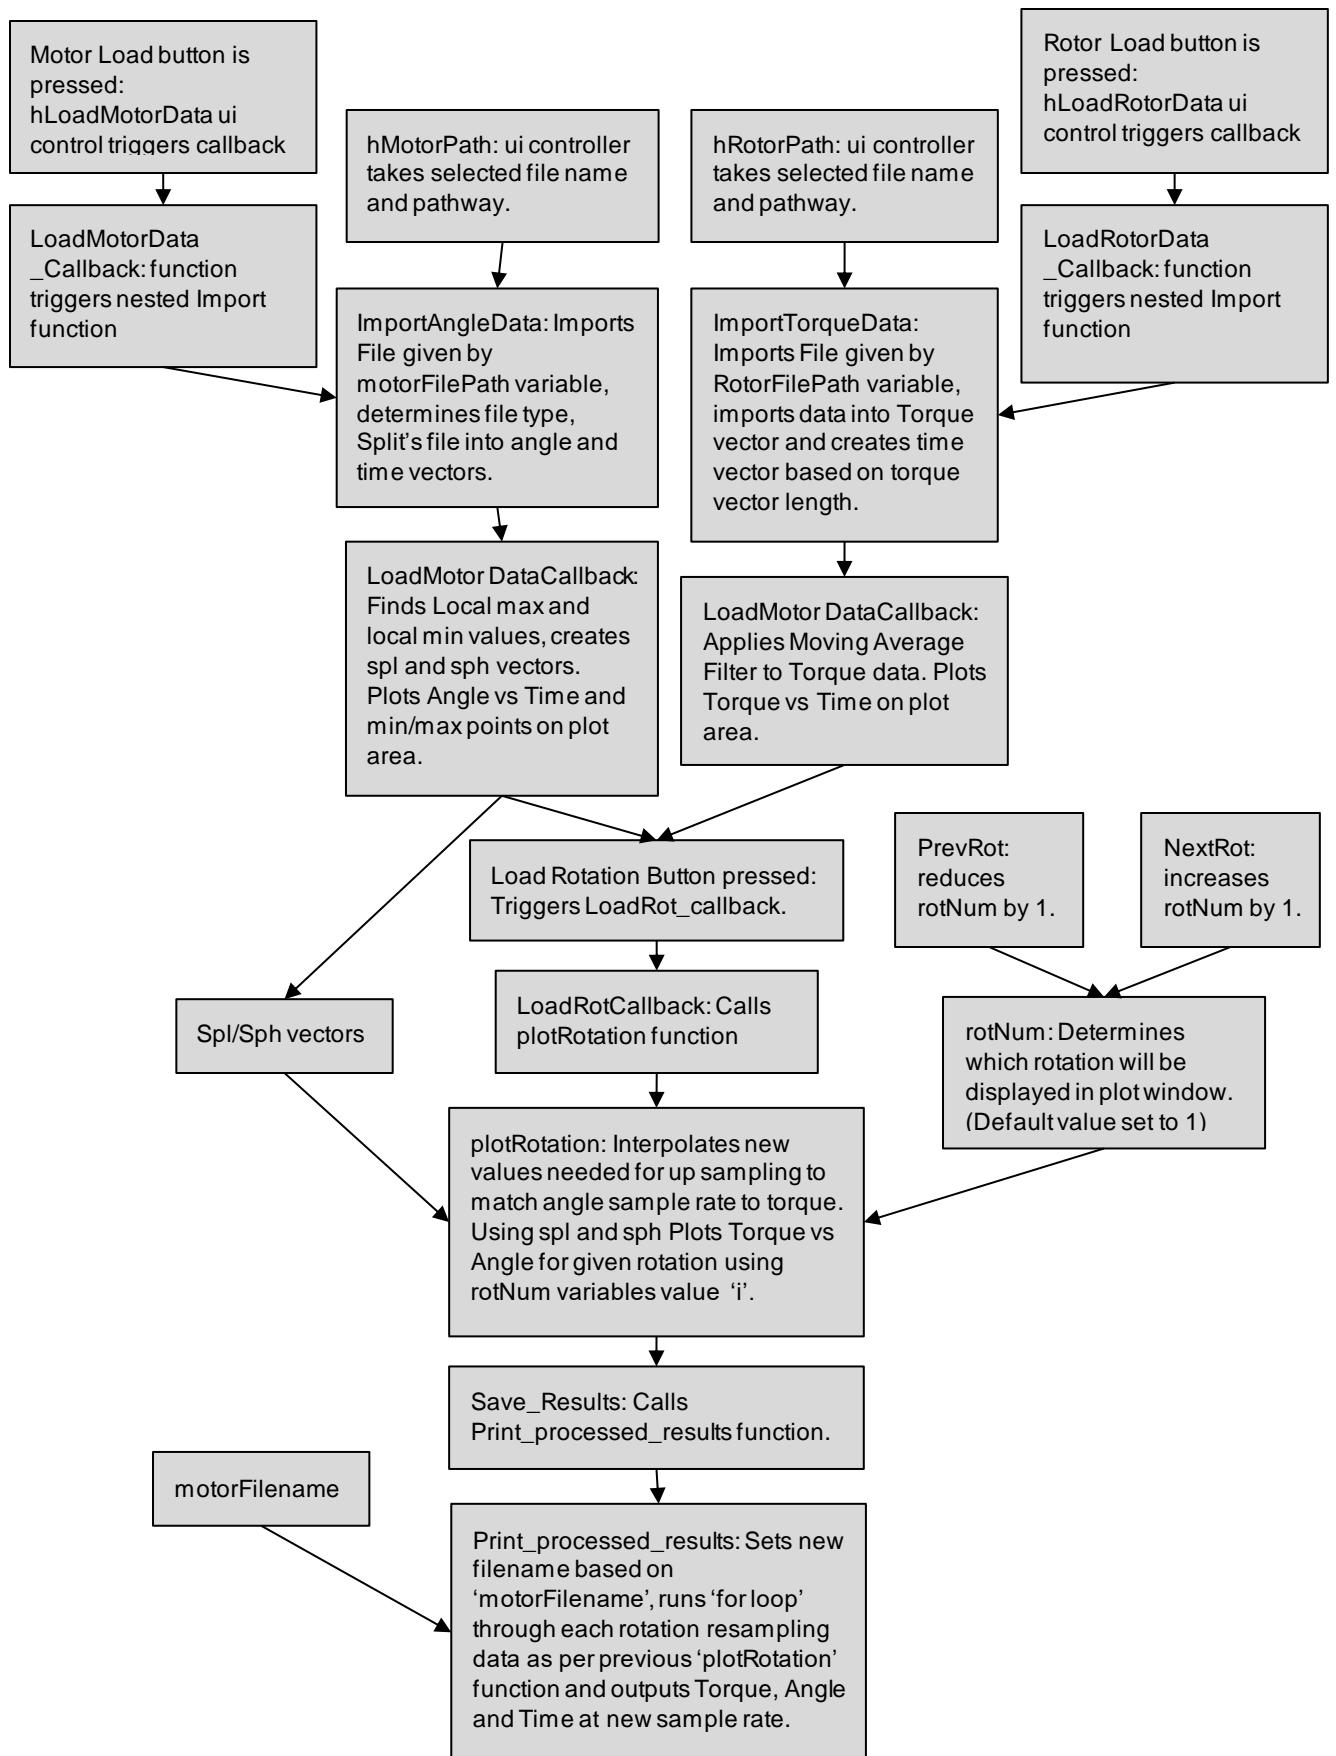 Motor Load button is
pressed:
hLoadMotorData ui
control triggers callback
Rotor Load button is
pressed:
hLoadRotorData ui
control triggers callback
hMotorPath: ui controller
takes selected file name
and pathway.
hRotorPath: ui controller
takes selected file name
and pathway.
LoadMotorData
_Callback: function
triggers nested Import
function
LoadRotorData
_Callback: function
triggers nested Import
function
ImportAngleData: Imports
File given by
motorFilePath variable,
determines file type,
Split's file into angle and
time vectors.
ImportTorqueData:
Imports File given by
RotorFilePath variable,
imports data into Torque
vector and creates time
vector based on torque
vector length.
LoadMotor DataCallback:
Finds Local max and
local min values, creates
spl and sph vectors.
Plots Angle vs Time and
min/max points on plot
area.
LoadMotor DataCallback:
Applies Moving Average
Filter to Torque data. Plots
Torque vs Time on plot
area.
Load Rotation Button pressed:
Triggers LoadRot_callback.
PrevRot:
reduces
rotNum by 1.
NextRot:
increases
rotNum by 1.
Spl/Sph vectors
LoadRotCallback: Calls
plotRotation function
rotNum: Determines
which rotation will be
displayed in plot window.
(Default value set to 1)
plotRotation: Interpolates new
values needed for up sampling to
match angle sample rate to torque.
Using spl and sph Plots Torque vs
Angle for given rotation using
rotNum variables value ‘i’.
Save_Results: Calls
Print_processed_results function.
motorFilename
Print_processed_results: Sets new
filename based on
‘motorFilename’, runs ‘for loop’
through each rotation resampling
data as per previous ‘plotRotation’
function and outputs Torque, Angle
and Time at new sample rate.